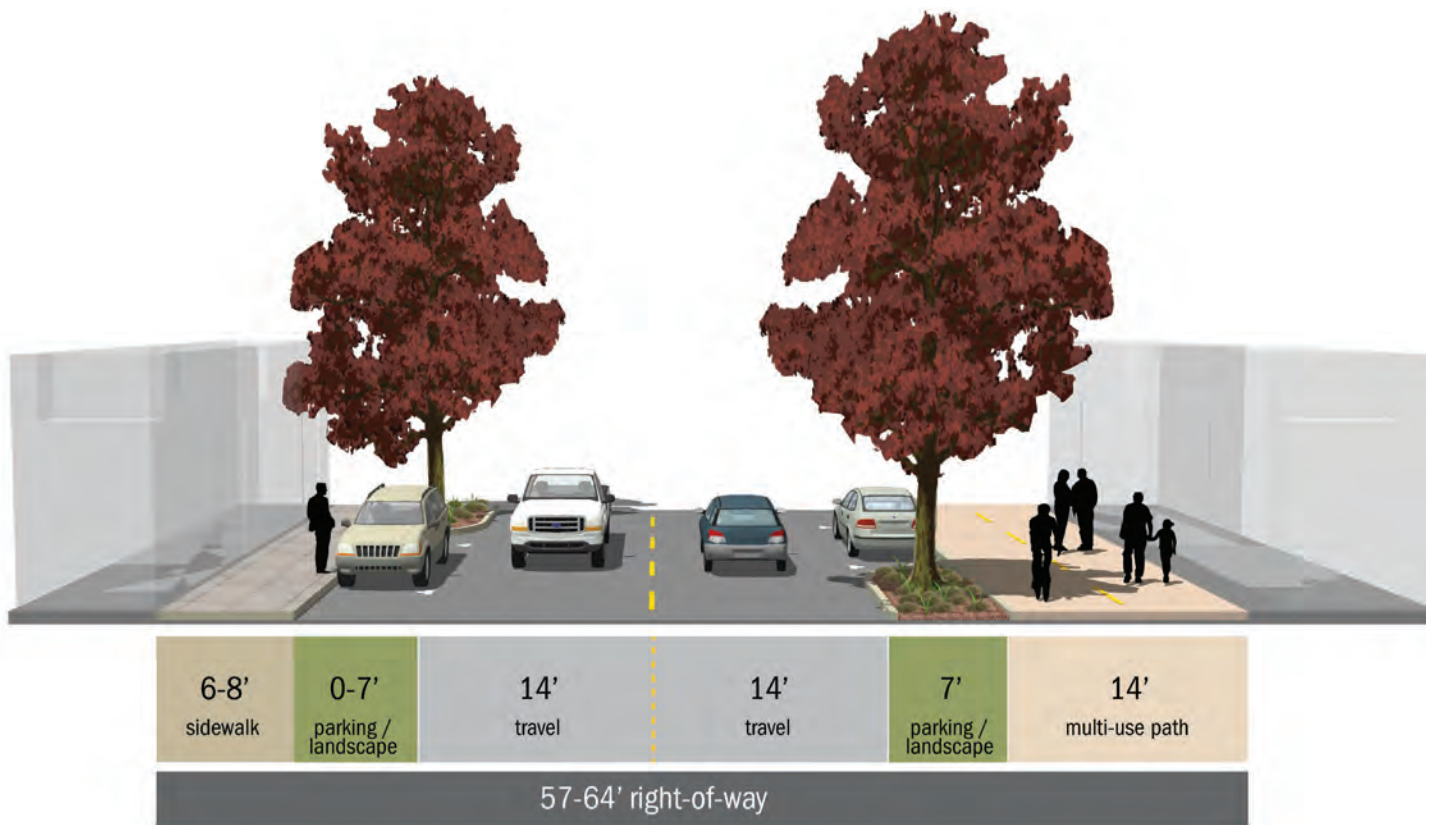 6-8’
sidewalk
0-7’
parking /
landscape
14’
travel
14’
travel
7’
parking /
landscape
14’
multi-use path
57-64’ right-of-way